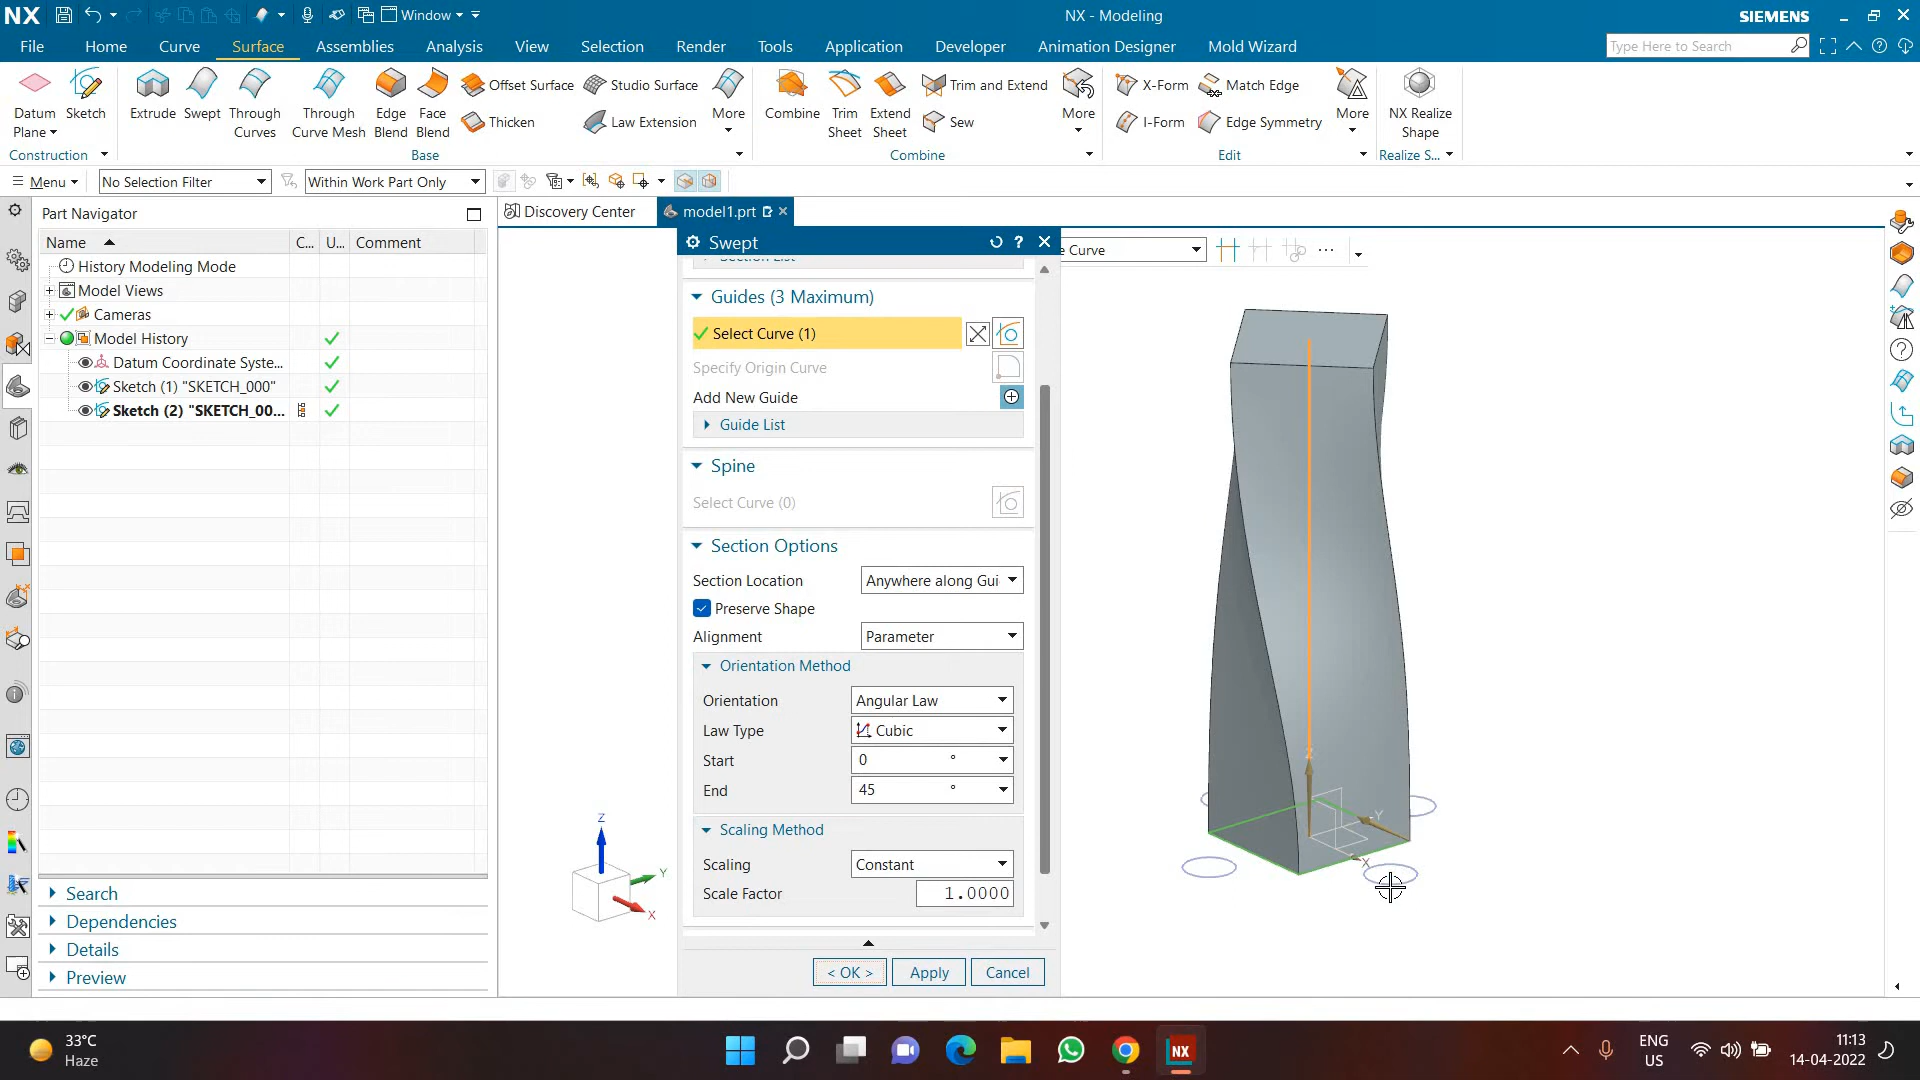 NX
Window
NX - Modeling
SIEMENS
File
Home
Curve
Surface
Assemblies
Analysis
View
Selection
Render
Tools
Application
Developer
Animation Designer
Mold Wizard
Type Here to Search
Datum Plane
Sketch
Extrude
Swept
Through Curves
Through Curve Mesh
Edge Blend
Face Blend
Offset Surface
Thicken
Studio Surface
Law Extension
More
Combine
Trim Sheet
Extend Sheet
Trim and Extend
Sew
More
X-Form
I-Form
Match Edge
Edge Symmetry
More
NX Realize Shape
Construction
Base
Combine
Edit
Realize S...
Menu
No Selection Filter
Within Work Part Only
Part Navigator
Name
C...
U...
Comment
History Modeling Mode
Model Views
Cameras
Model History
Datum Coordinate Syste...
Sketch (1) "SKETCH_000"
Sketch (2) "SKETCH_00...
Search
Dependencies
Details
Preview
Discovery Center
model1.prt
Swept
?
e Curve
Guides (3 Maximum)
Select Curve (1)
Specify Origin Curve
Add New Guide
Guide List
Spine
Select Curve (0)
Section Options
Section Location
Anywhere along Gui
Preserve Shape
Alignment
Parameter
Orientation Method
Orientation
Angular Law
Law Type
Cubic
Start
0 °
End
45 °
Scaling Method
Scaling
Constant
Scale Factor
1.0000
< OK >
Apply
Cancel
Z
Y
X
Z
Y
X
33°C
Haze
NX
ENG
US
11:13
14-04-2022